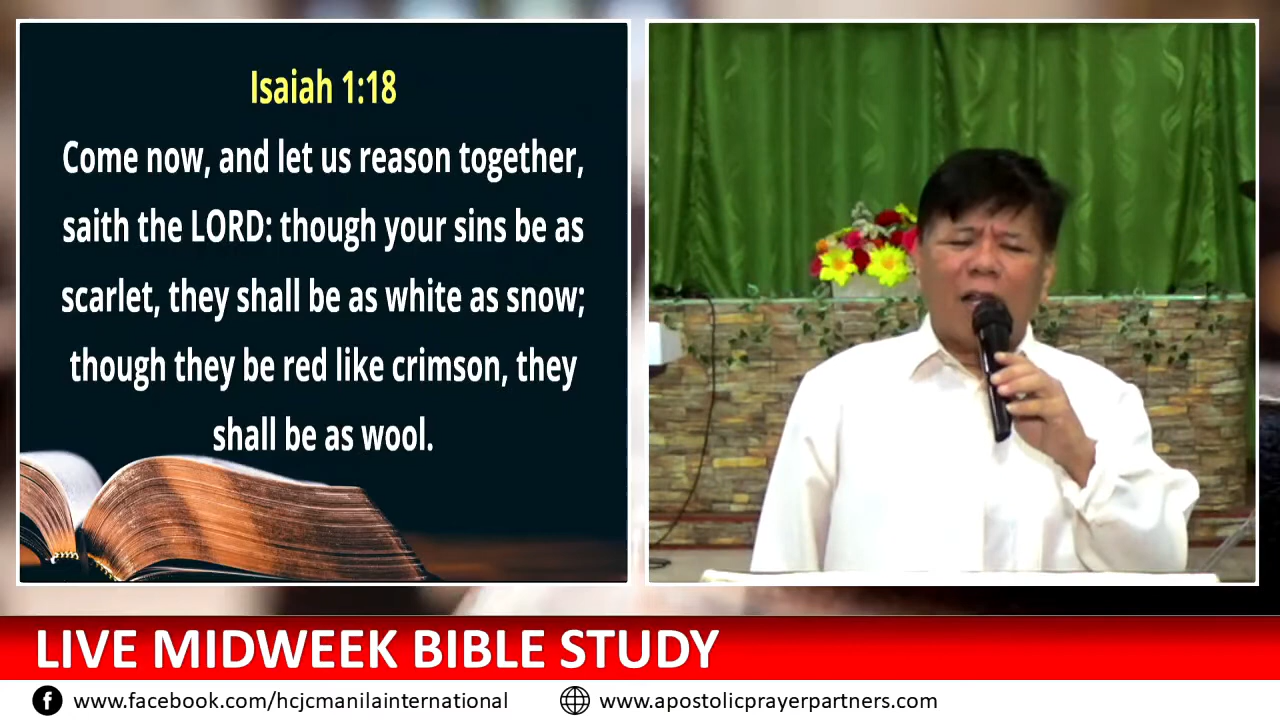 Isaiah 1:18
Come now, and let us reason together,
saith the LORD: though your sins be as
scarlet, they shall be as white as snow;
though they be red like crimson, they
shall be as wool.
LIVE MIDWEEK BIBLE STUDY
www.facebook.com/hcjcmanilainternational
www.apostolicprayerpartners.com